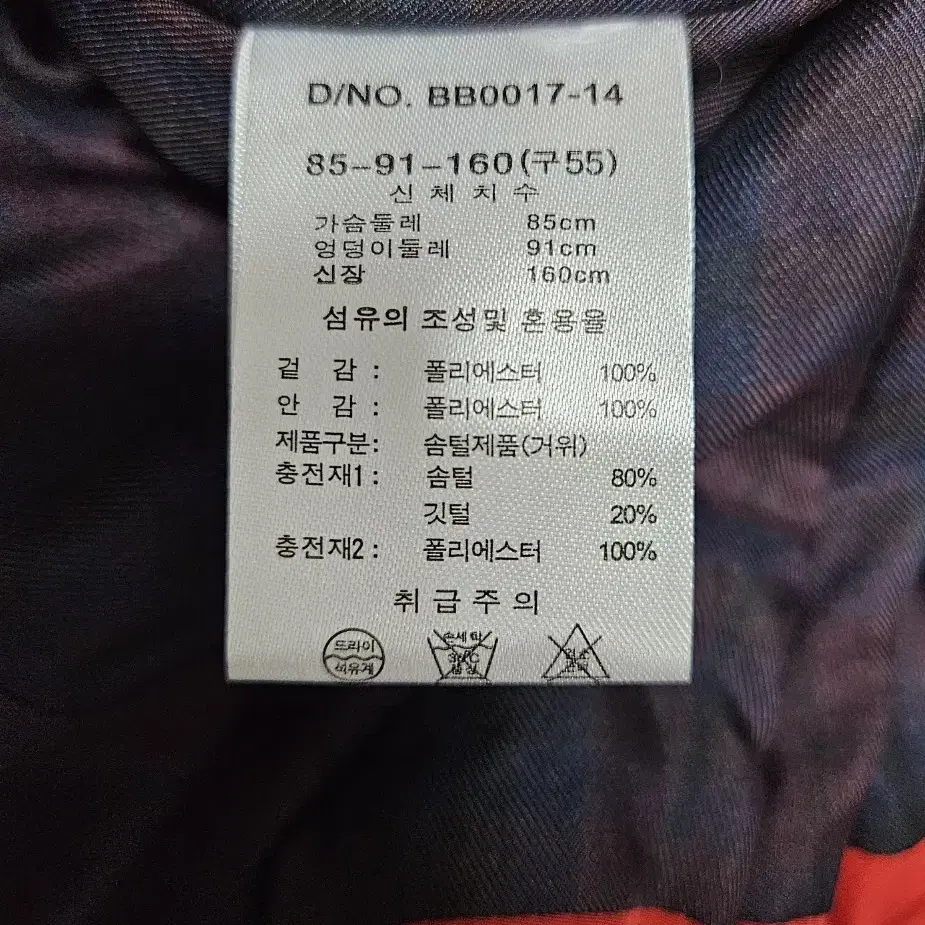 D/NO. BB0017-14
85-91-160(구55)
신체치수
가슴둘레 85cm
엉덩이둘레 91cm
신장 160cm
섬유의 조성및 혼용율
겉 감 : 폴리에스터 100%
안 감 : 폴리에스터 100%
제품구분: 솜털제품(거위)
충전재1 : 솜털 80%
깃털 20%
충전재2 : 폴리에스터 100%
취급주의
드라이 손세탁
석유계